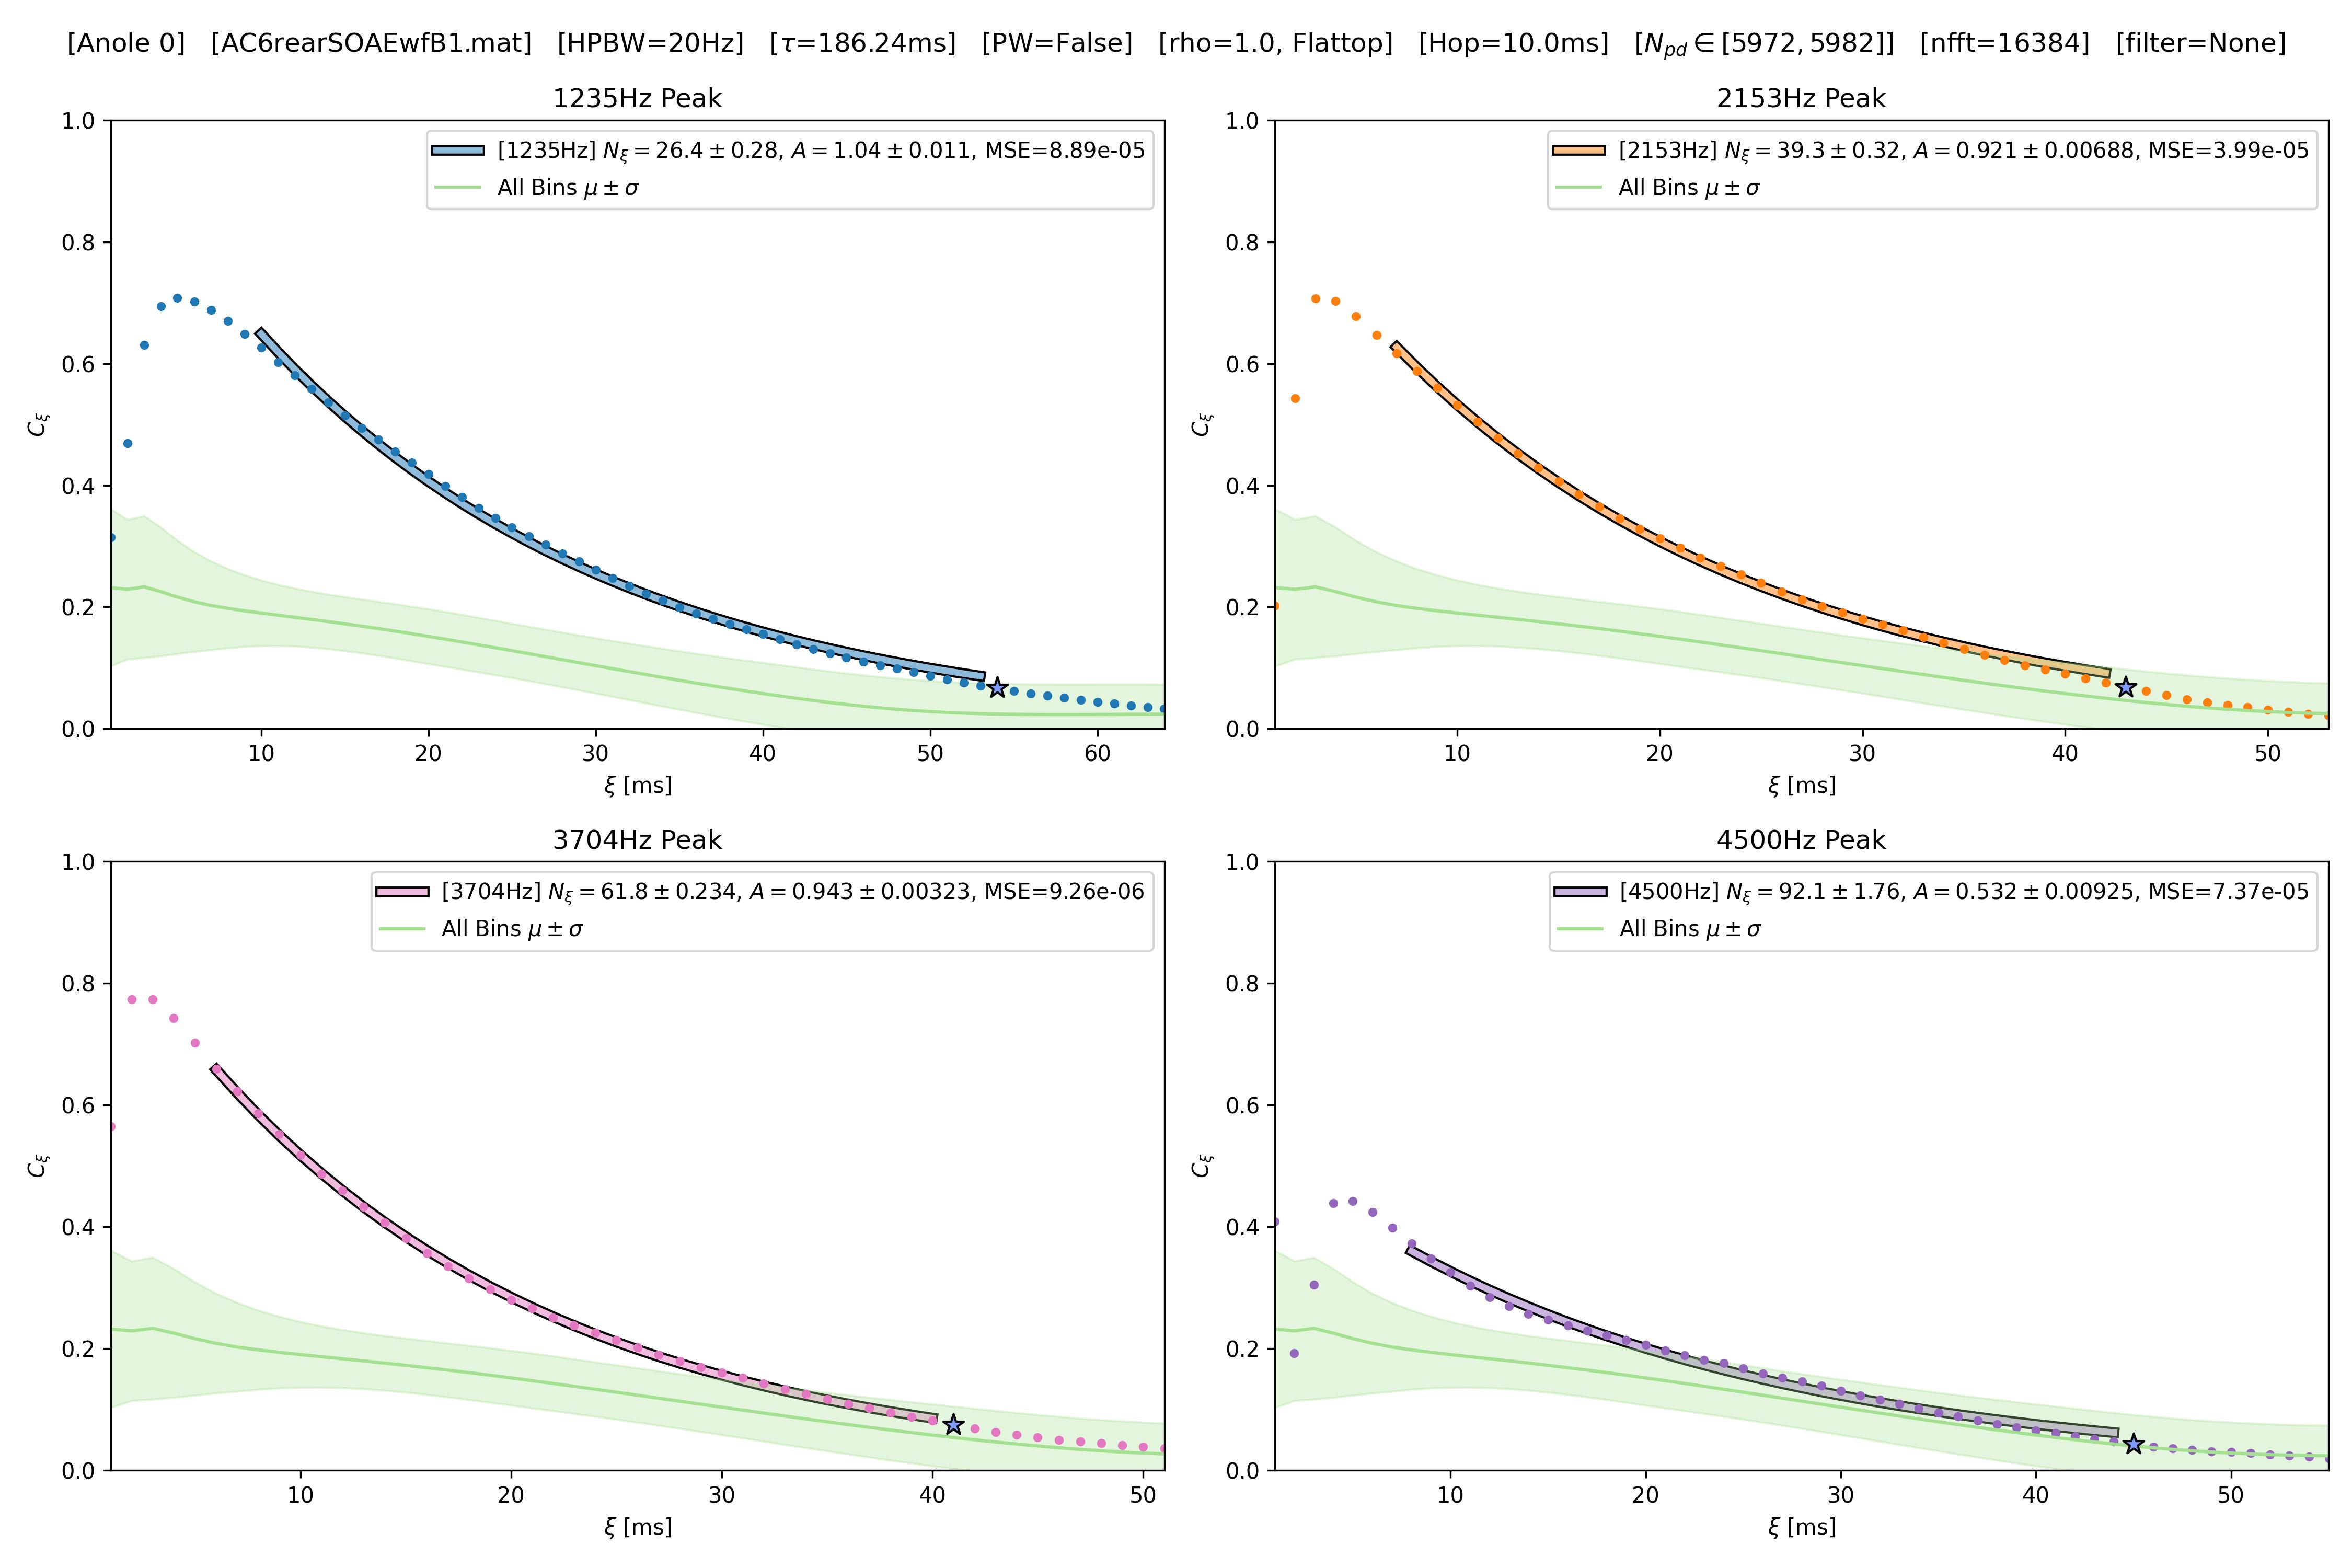 [Anole 0] [AC6rearSOAEwfB1.mat] [HPBW=20Hz] [τ=186.24ms] [PW=False] [rho=1.0, Flattop] [Hop=10.0ms] [N_pd ∈ [5972, 5982]] [nfft=16384] [filter=None]
1235Hz Peak
[1235Hz] N_ξ = 26.4 ± 0.28, A = 1.04 ± 0.011, MSE=8.89e-05
All Bins μ ± σ
1.0
0.8
0.6
0.4
0.2
0.0
C_ξ
10 20 30 40 50 60
ξ [ms]
2153Hz Peak
[2153Hz] N_ξ = 39.3 ± 0.32, A = 0.921 ± 0.00688, MSE=3.99e-05
All Bins μ ± σ
1.0
0.8
0.6
0.4
0.2
0.0
C_ξ
10 20 30 40 50
ξ [ms]
3704Hz Peak
[3704Hz] N_ξ = 61.8 ± 0.234, A = 0.943 ± 0.00323, MSE=9.26e-06
All Bins μ ± σ
1.0
0.8
0.6
0.4
0.2
0.0
C_ξ
10 20 30 40 50
ξ [ms]
4500Hz Peak
[4500Hz] N_ξ = 92.1 ± 1.76, A = 0.532 ± 0.00925, MSE=7.37e-05
All Bins μ ± σ
1.0
0.8
0.6
0.4
0.2
0.0
C_ξ
10 20 30 40 50
ξ [ms]